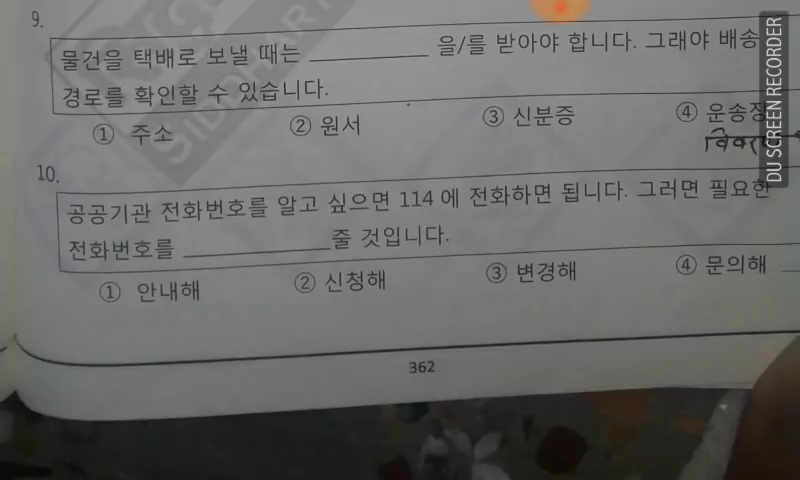 9.
물건을 택배로 보낼 때는 __________ 을/를 받아야 합니다. 그래야 배송
경로를 확인할 수 있습니다.
① 주소 ② 원서 ③ 신분증 ④ 운송장
10.
공공기관 전화번호를 알고 싶으면 114 에 전화하면 됩니다. 그러면 필요한
전화번호를 ____________ 줄 것입니다.
① 안내해 ② 신청해 ③ 변경해 ④ 문의해
362
DU SCREEN RECORDER